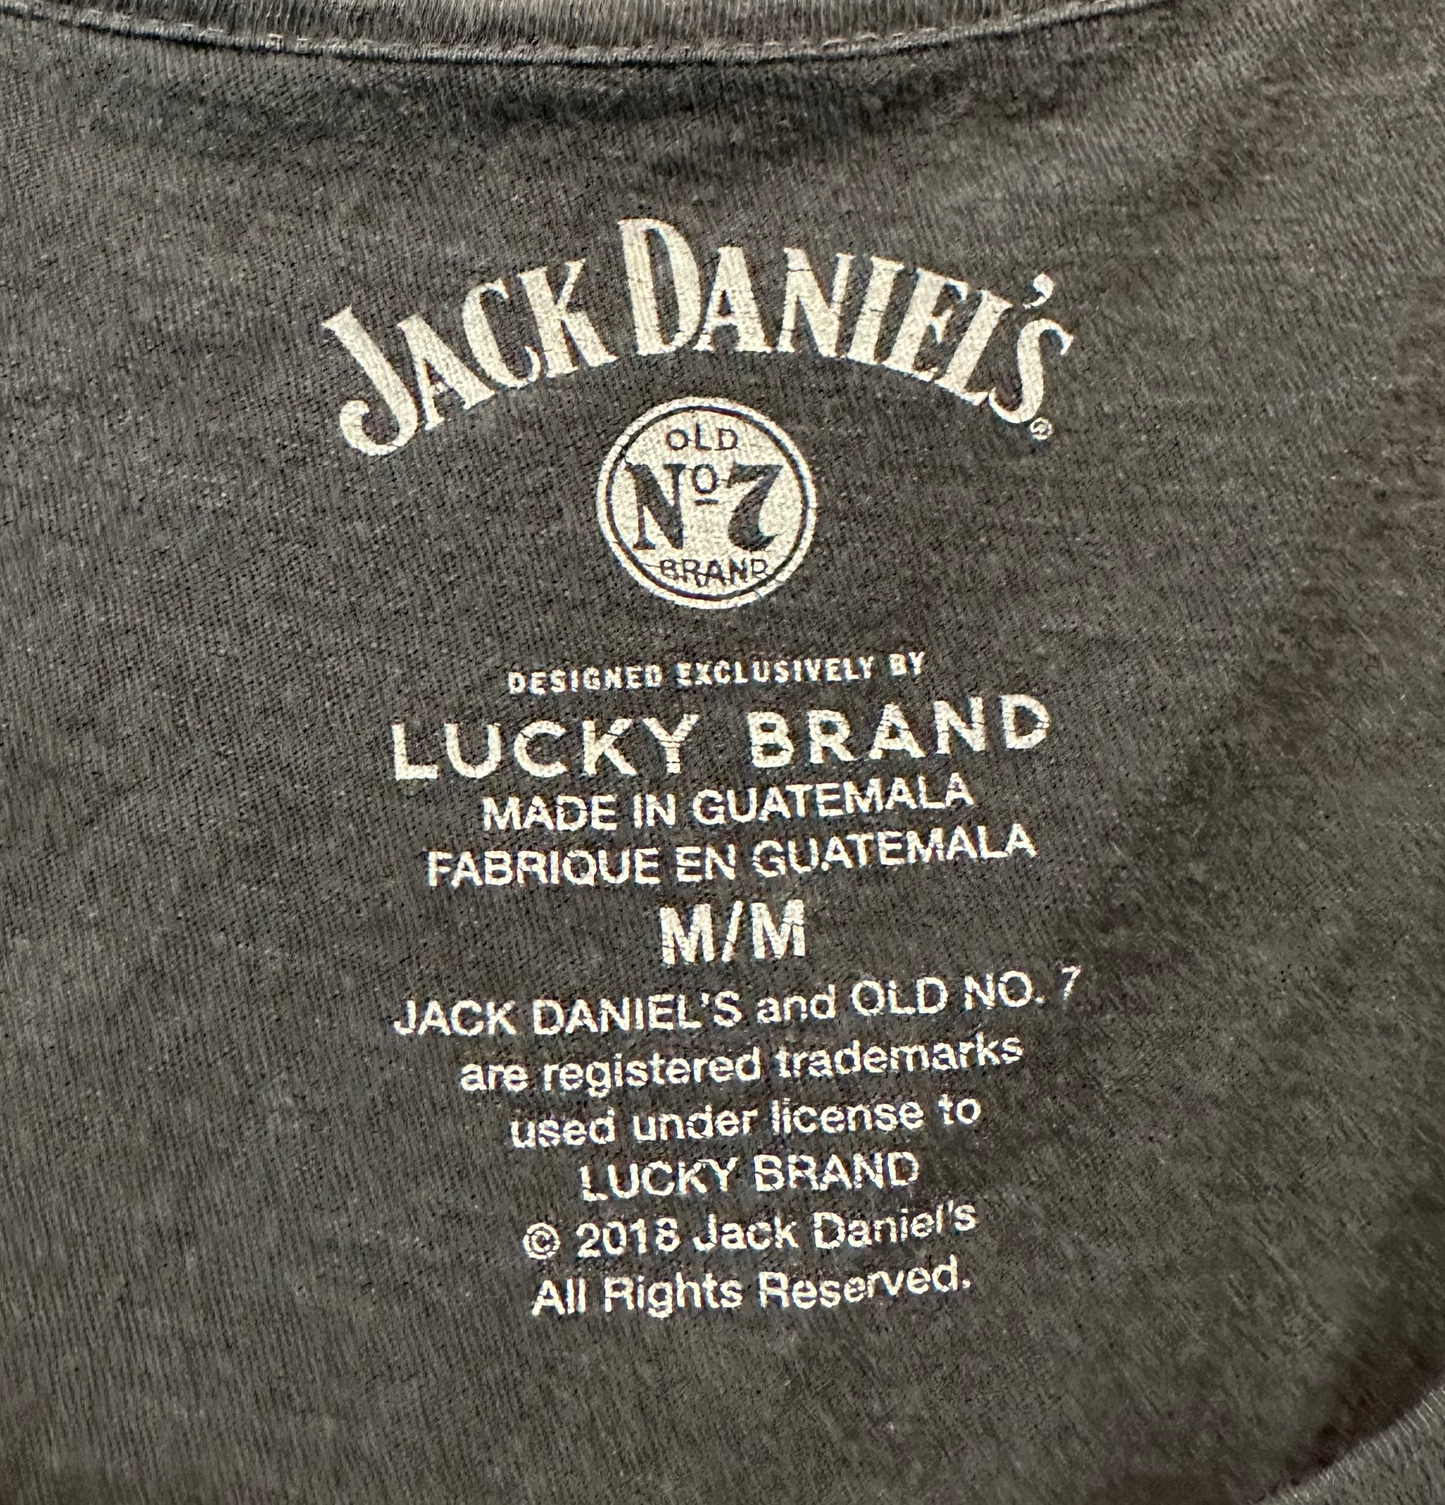 JACK DANIEL'S®
OLD
Nº7
BRAND
DESIGNED EXCLUSIVELY BY
LUCKY BRAND
MADE IN GUATEMALA
FABRIQUE EN GUATEMALA
M/M
JACK DANIEL'S and OLD NO. 7
are registered trademarks
used under license to
LUCKY BRAND
© 2018 Jack Daniel's
All Rights Reserved.